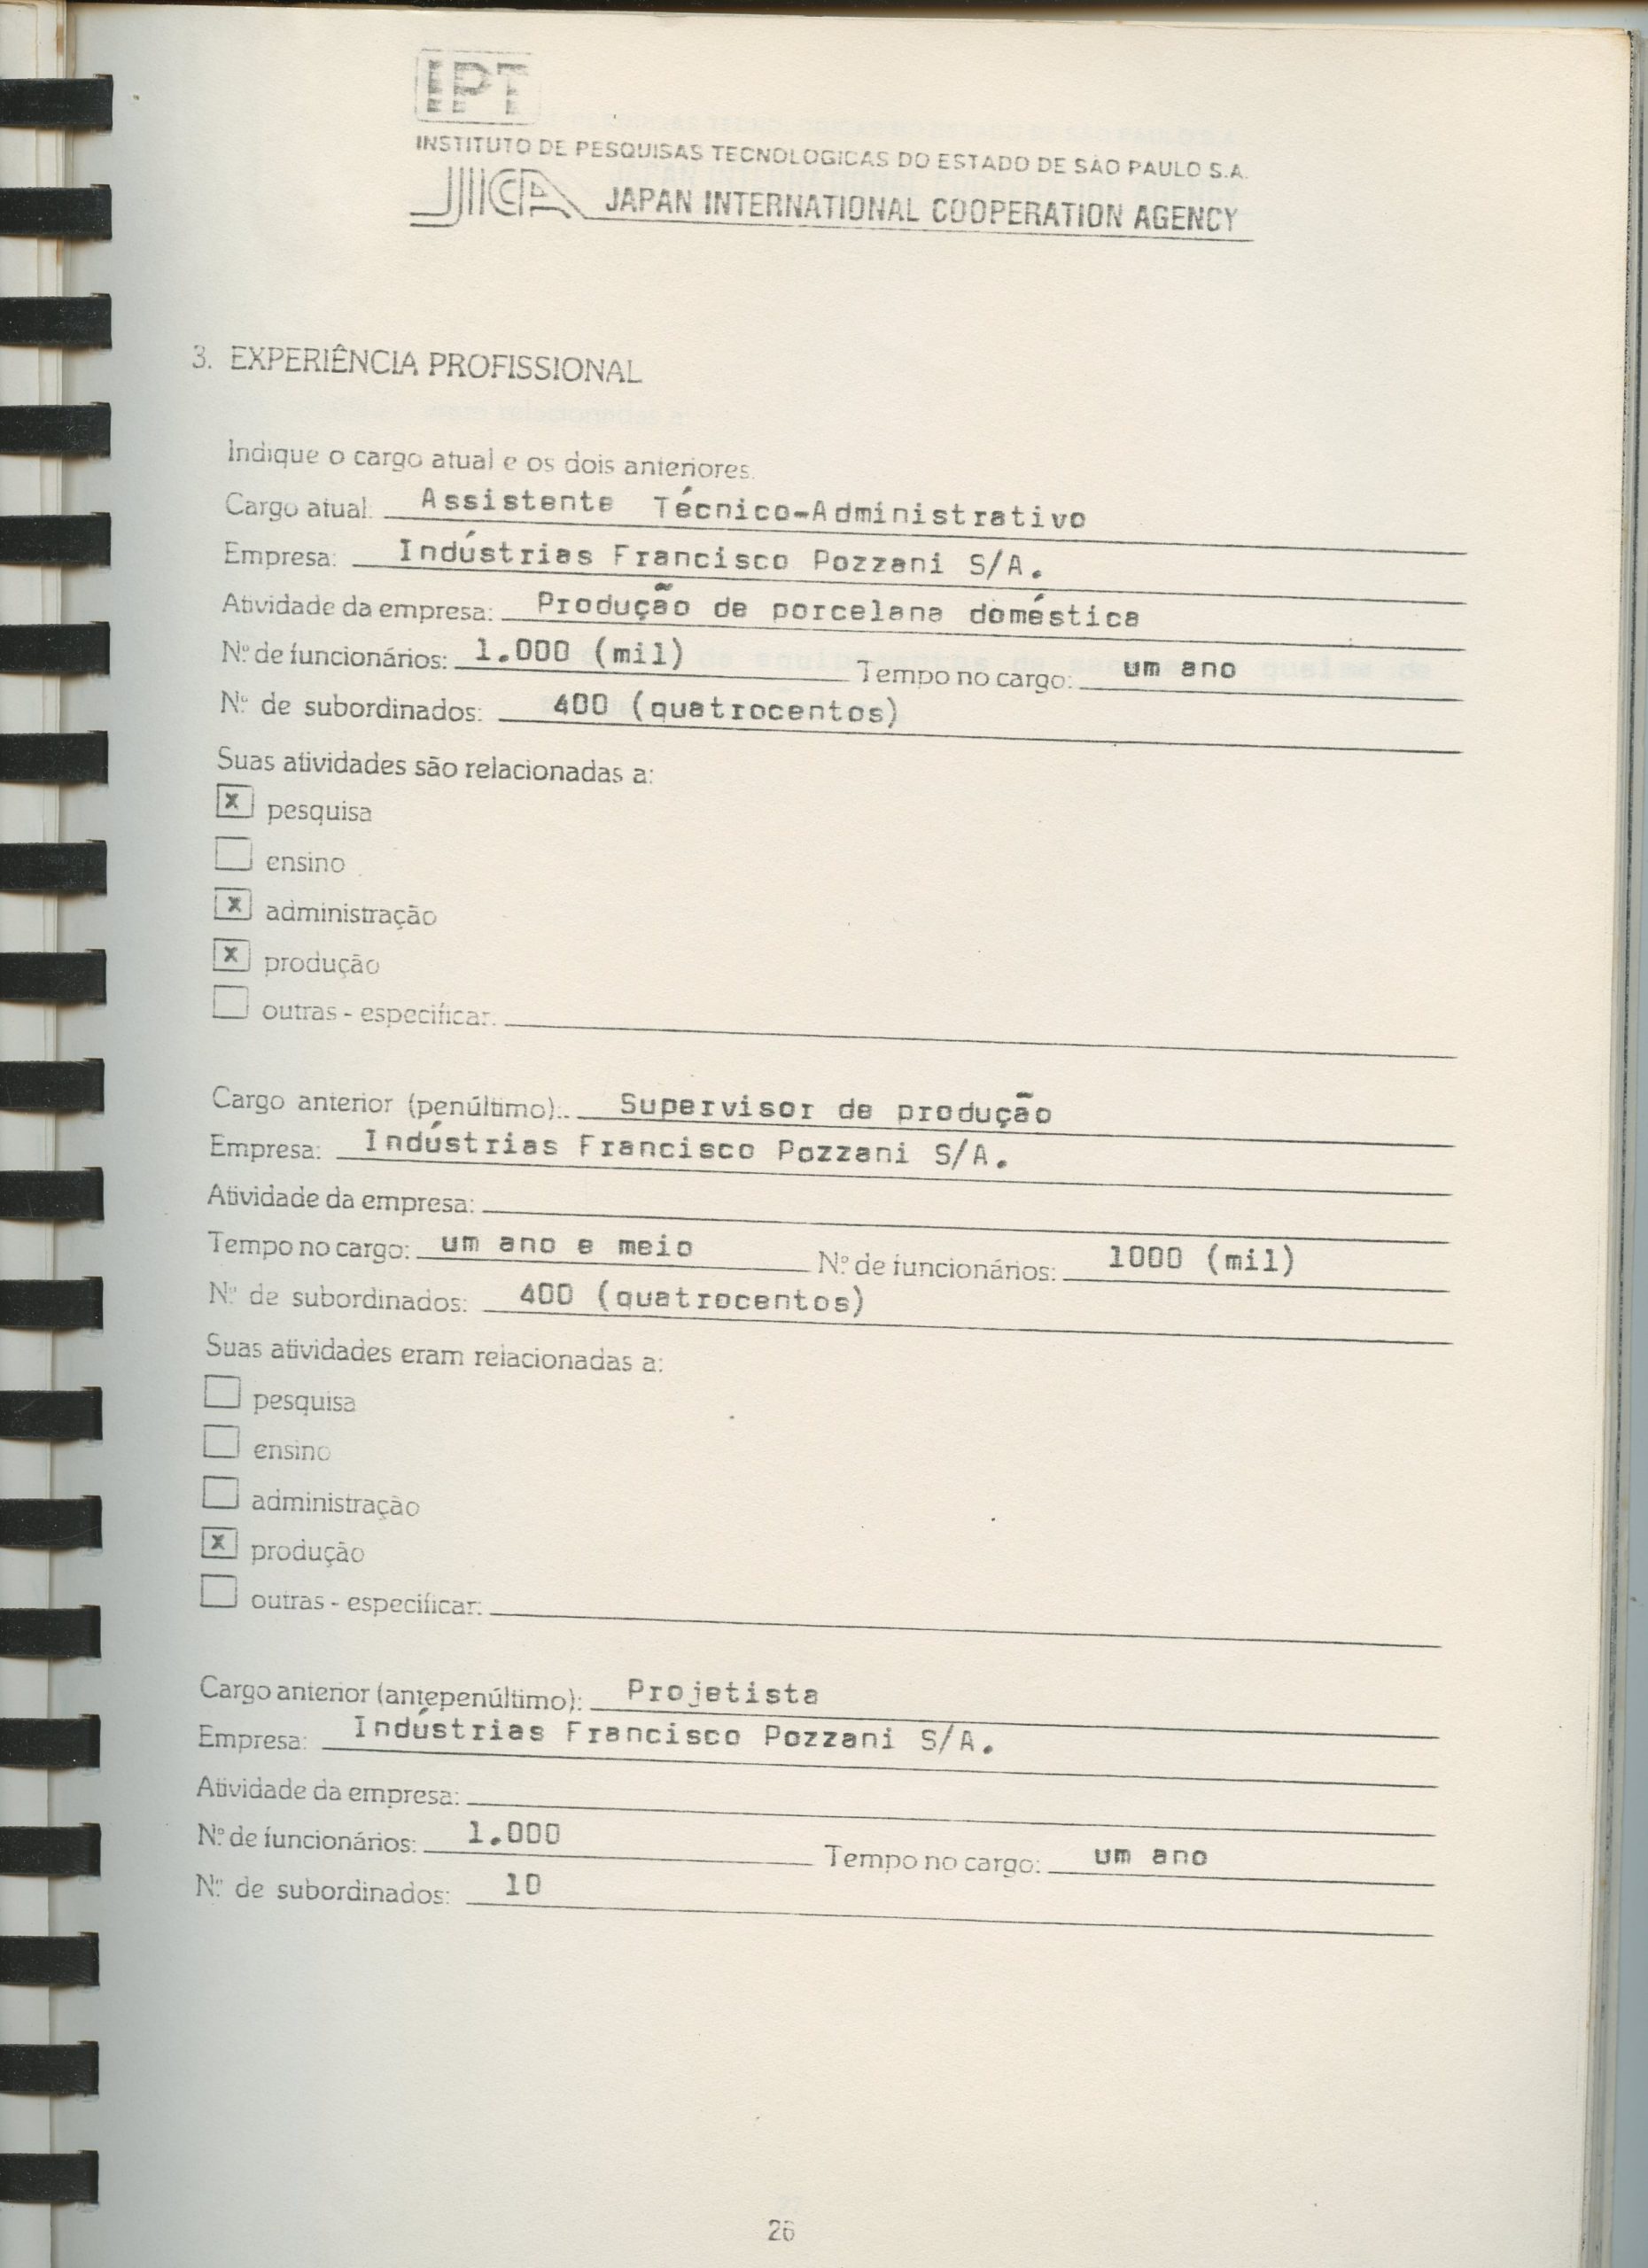 IPT
INSTITUTO DE PESQUISAS TECNOLOGICAS DO ESTADO DE SÃO PAULO S.A.
JICA JAPAN INTERNATIONAL COOPERATION AGENCY
3. EXPERIÊNCIA PROFISSIONAL
Indique o cargo atual e os dois anteriores.
Cargo atual: Assistente Técnico-Administrativo
Empresa: Indústrias Francisco Pozzani S/A.
Atividade da empresa: Produção de porcelana doméstica
Nº de funcionários: 1.000 (mil) Tempo no cargo: um ano
Nº de subordinados: 400 (quatrocentos)
Suas atividades são relacionadas a:
x pesquisa
ensino
x administração
x produção
outras - especificar:
Cargo anterior (penúltimo): Supervisor de produção
Empresa: Indústrias Francisco Pozzani S/A.
Atividade da empresa:
Tempo no cargo: um ano e meio Nº de funcionários: 1000 (mil)
Nº de subordinados: 400 (quatrocentos)
Suas atividades eram relacionadas a:
pesquisa
ensino
administração
x produção
outras - especificar:
Cargo anterior (antepenúltimo): Projetista
Empresa: Indústrias Francisco Pozzani S/A.
Atividade da empresa:
Nº de funcionários: 1.000 Tempo no cargo: um ano
Nº de subordinados: 10
26